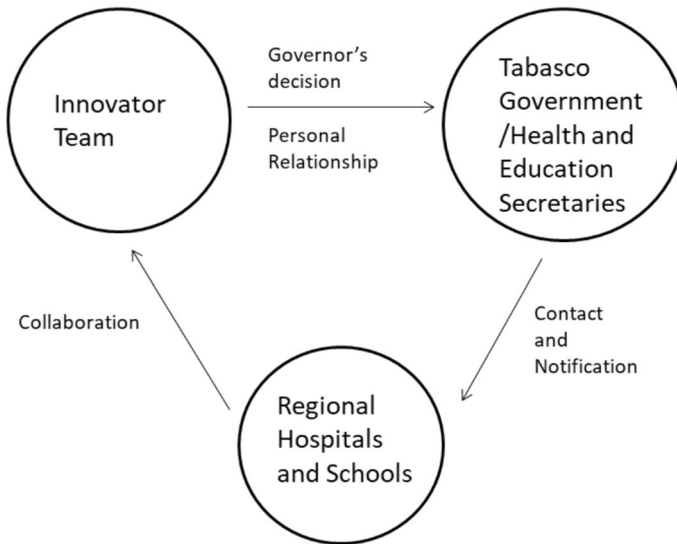 Innovator
Team
Governor's
decision
Personal
Relationship
Tabasco
Government
/Health and
Education
Secretaries
Collaboration
Contact
and
Notification
Regional
Hospitals
and Schools